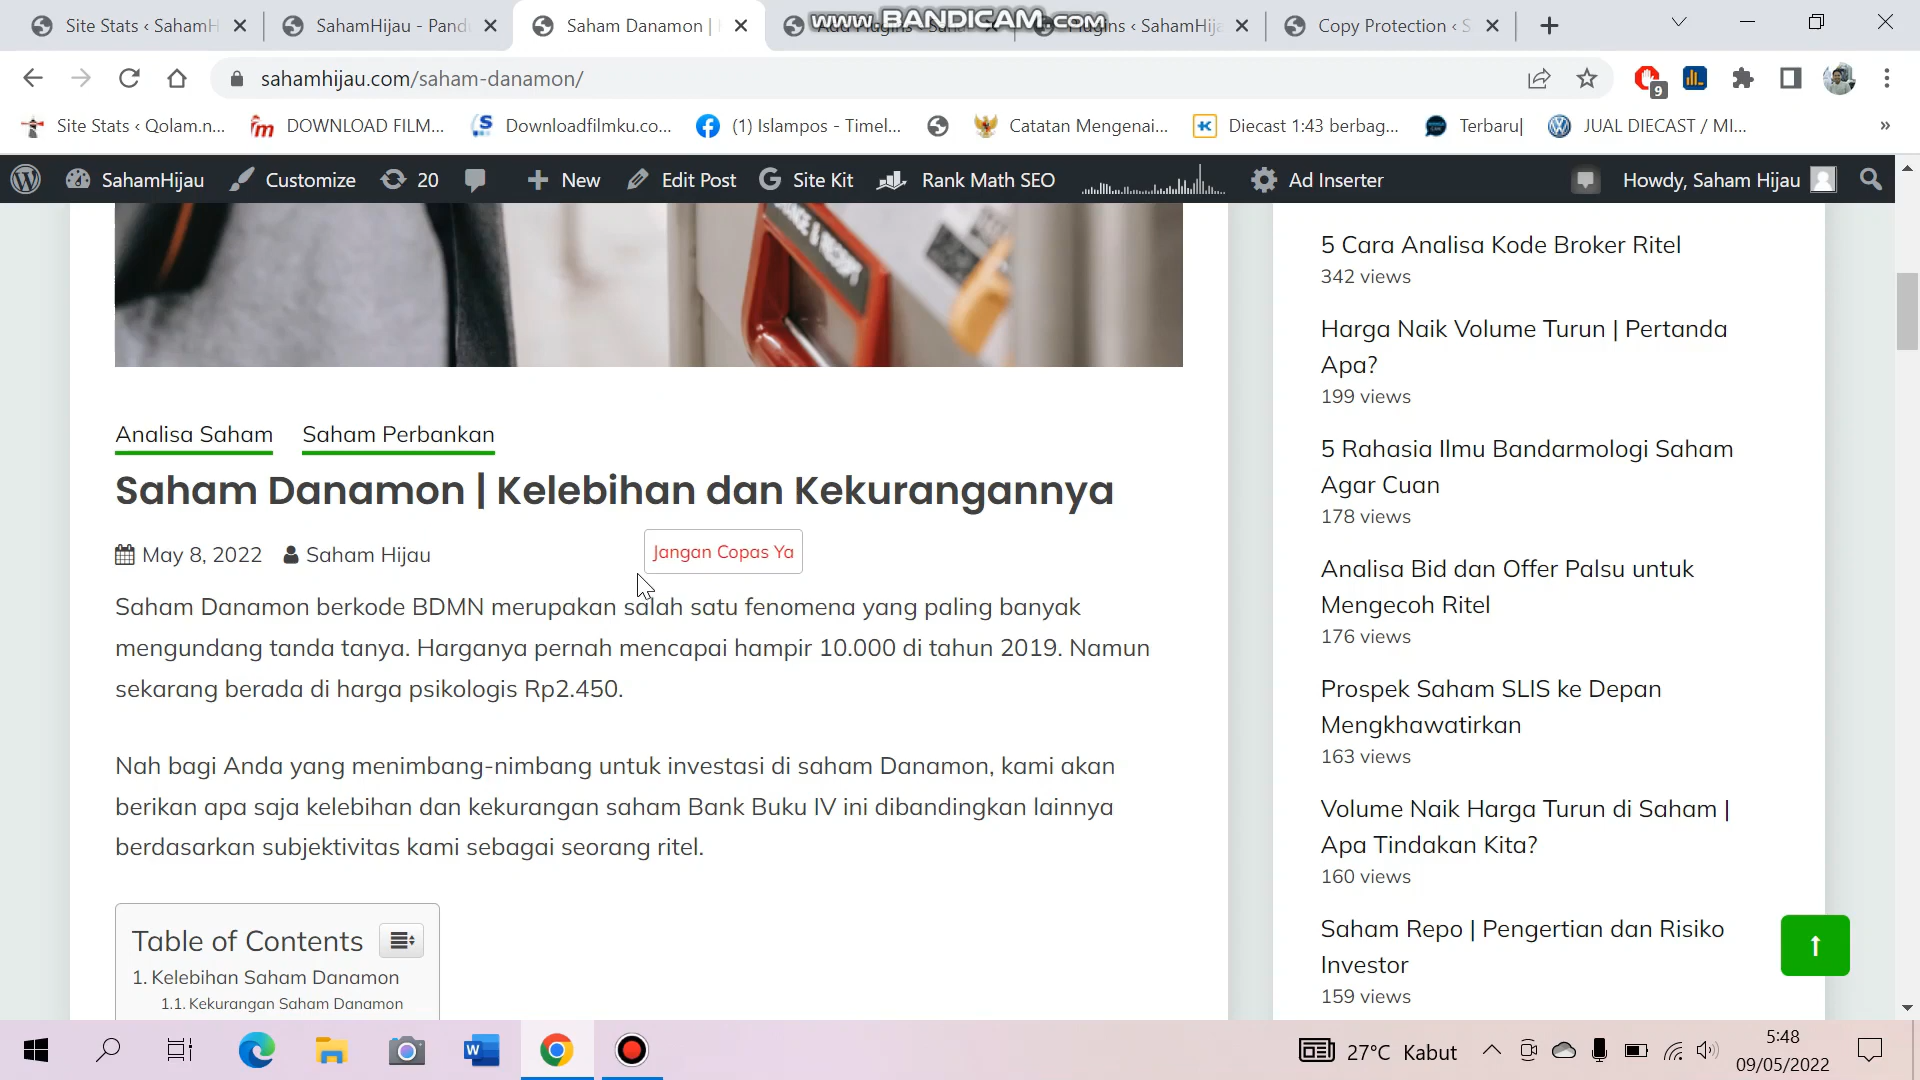 Site Stats ‹ SahamH
SahamHijau - Pandu
Saham Danamon |
WWW.BANDICAM.COM
Plugins ‹ SahamHija
Copy Protection ‹ S
sahamhijau.com/saham-danamon/
9
Site Stats ‹ Qolam.n...
DOWNLOAD FILM...
Downloadfilmku.co...
(1) Islampos - Timel...
Catatan Mengenai...
Diecast 1:43 berbag...
Terbaru|
JUAL DIECAST / MI...
»
SahamHijau
Customize
20
New
Edit Post
Site Kit
Rank Math SEO
Ad Inserter
Howdy, Saham Hijau
Analisa Saham
Saham Perbankan
Saham Danamon | Kelebihan dan Kekurangannya
May 8, 2022
Saham Hijau
Jangan Copas Ya
Saham Danamon berkode BDMN merupakan salah satu fenomena yang paling banyak
mengundang tanda tanya. Harganya pernah mencapai hampir 10.000 di tahun 2019. Namun
sekarang berada di harga psikologis Rp2.450.
Nah bagi Anda yang menimbang-nimbang untuk investasi di saham Danamon, kami akan
berikan apa saja kelebihan dan kekurangan saham Bank Buku IV ini dibandingkan lainnya
berdasarkan subjektivitas kami sebagai seorang ritel.
Table of Contents
1. Kelebihan Saham Danamon
1.1. Kekurangan Saham Danamon
5 Cara Analisa Kode Broker Ritel
342 views
Harga Naik Volume Turun | Pertanda
Apa?
199 views
5 Rahasia Ilmu Bandarmologi Saham
Agar Cuan
178 views
Analisa Bid dan Offer Palsu untuk
Mengecoh Ritel
176 views
Prospek Saham SLIS ke Depan
Mengkhawatirkan
163 views
Volume Naik Harga Turun di Saham |
Apa Tindakan Kita?
160 views
Saham Repo | Pengertian dan Risiko
Investor
159 views
27°C Kabut
5:48
09/05/2022